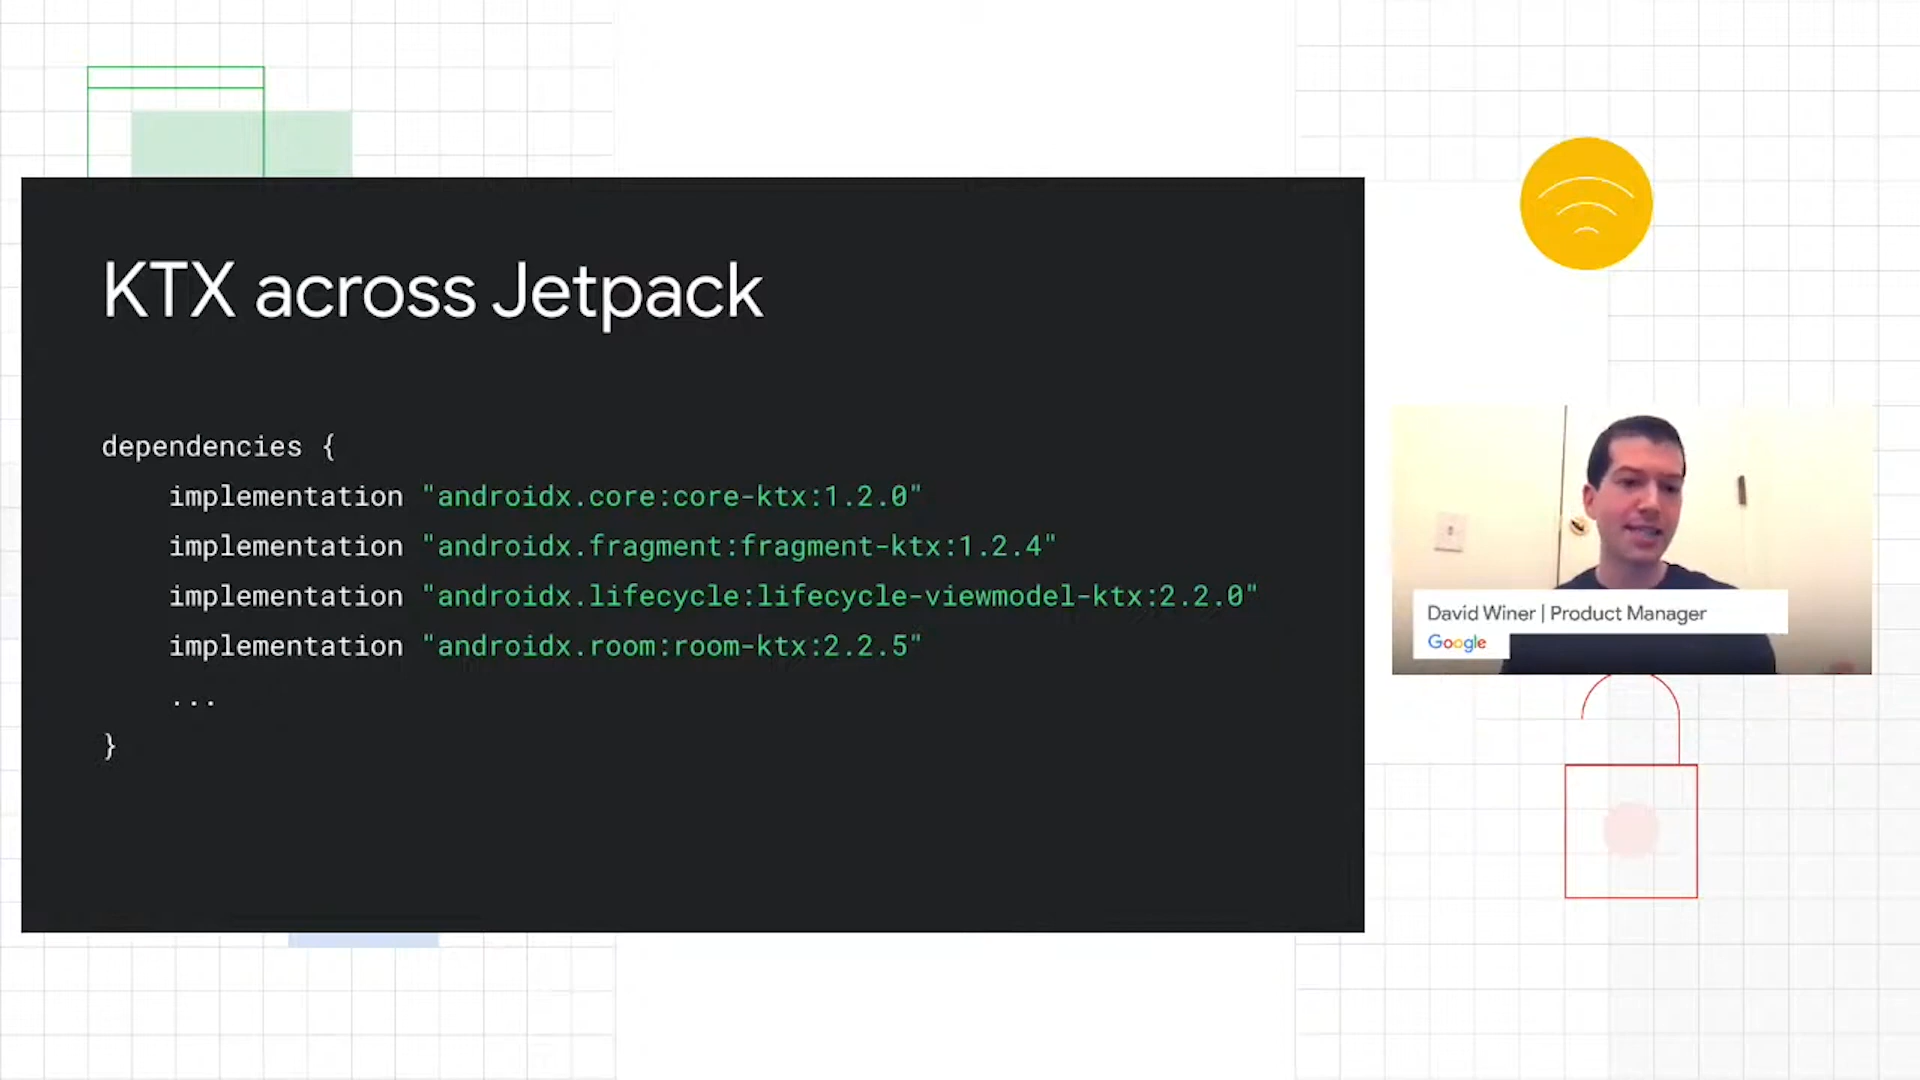 KTX across Jetpack
dependencies {
implementation "androidx.core:core-ktx:1.2.0"
implementation "androidx.fragment:fragment-ktx:1.2.4"
implementation "androidx.lifecycle:lifecycle-viewmodel-ktx:2.2.0"
implementation "androidx.room:room-ktx:2.2.5"
...
}
David Winer | Product Manager
Google